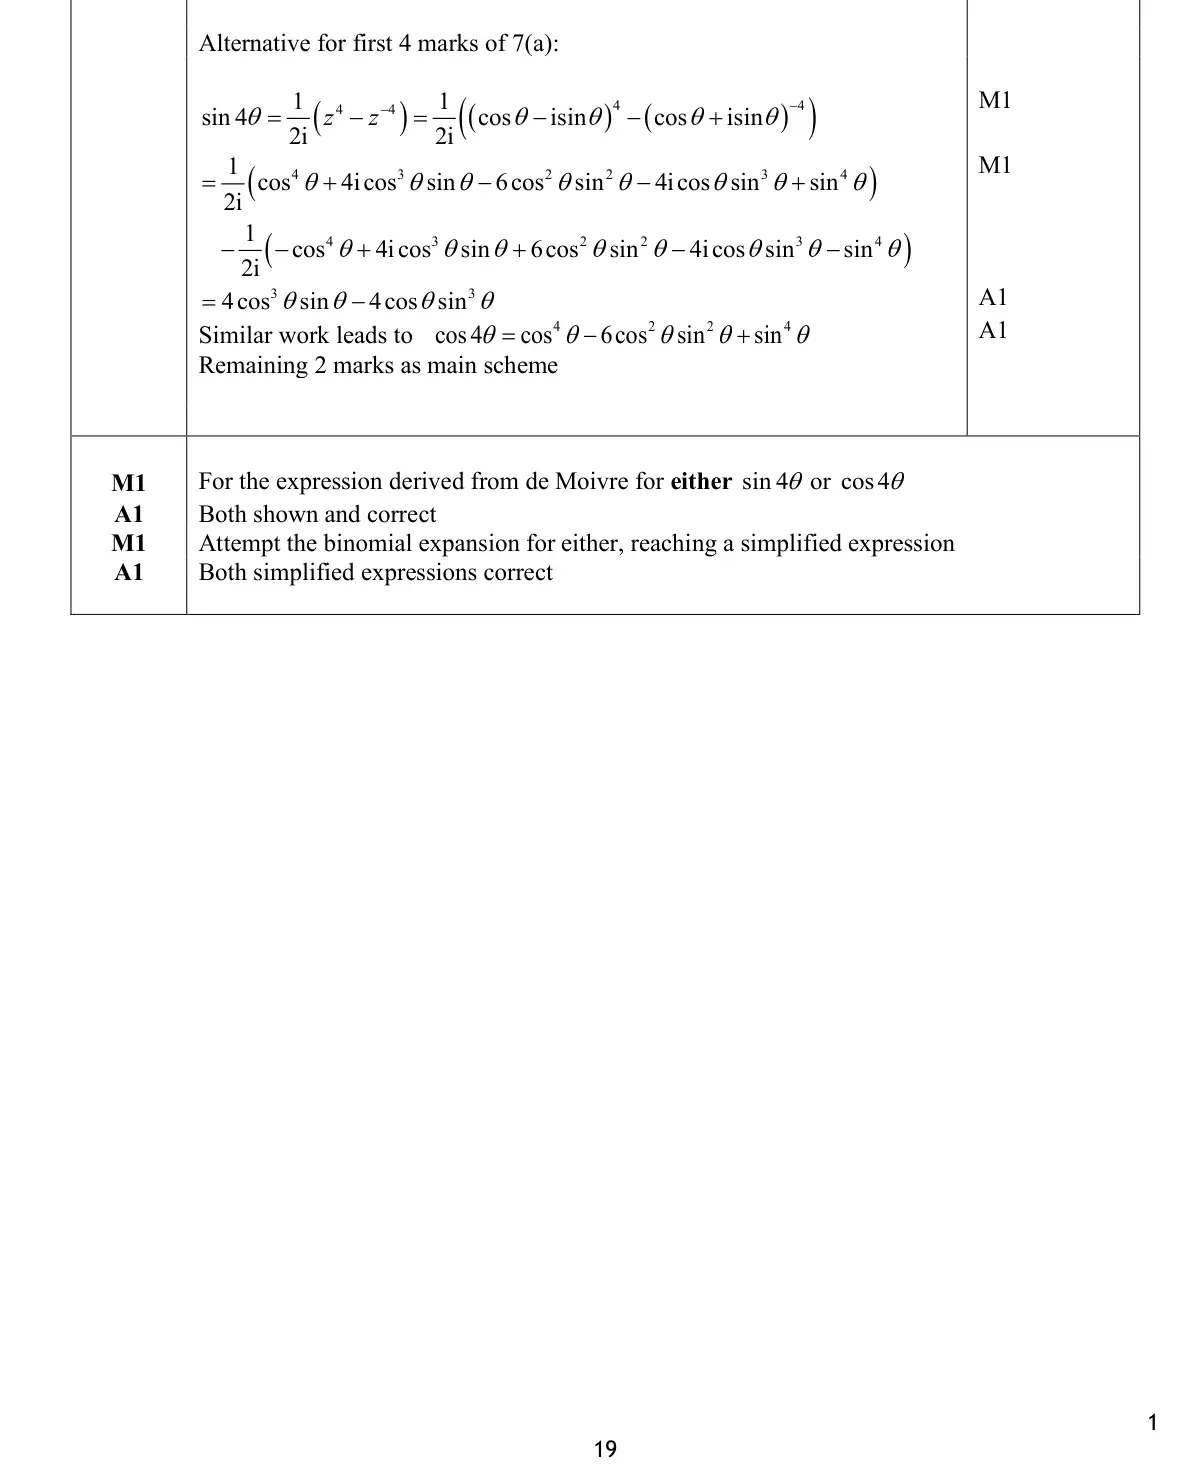 Alternative for first 4 marks of 7(a):
sin 4θ = 1/2i (z⁴ − z⁻⁴) = 1/2i ((cosθ − isinθ)⁴ − (cosθ + isinθ)⁻⁴) M1
= 1/2i (cos⁴ θ + 4i cos³ θ sin θ − 6 cos² θ sin² θ − 4i cos θ sin³ θ + sin⁴ θ) M1
− 1/2i (− cos⁴ θ + 4i cos³ θ sin θ + 6 cos² θ sin² θ − 4i cos θ sin³ θ − sin⁴ θ)
= 4 cos³ θ sin θ − 4 cos θ sin³ θ A1
Similar work leads to cos 4θ = cos⁴ θ − 6 cos² θ sin² θ + sin⁴ θ A1
Remaining 2 marks as main scheme
M1 For the expression derived from de Moivre for either sin 4θ or cos 4θ
A1 Both shown and correct
M1 Attempt the binomial expansion for either, reaching a simplified expression
A1 Both simplified expressions correct
1
19